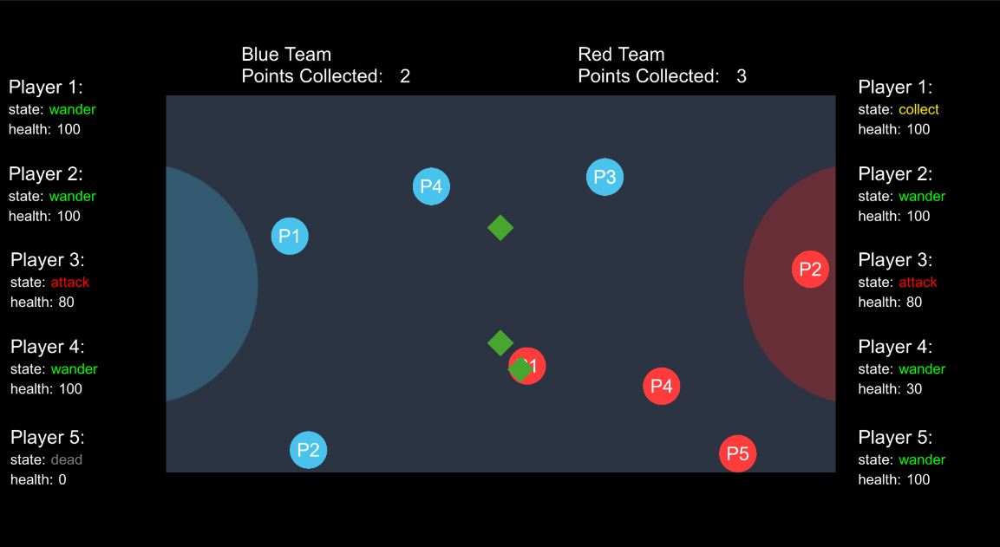 Blue Team
Points Collected: 2
Red Team
Points Collected: 3
Player 1:
state: wander
health: 100
Player 2:
state: wander
health: 100
Player 3:
state: attack
health: 80
Player 4:
state: wander
health: 100
Player 5:
state: dead
health: 0
P4
P3
P1
P2
P4
P2
P5
Player 1:
state: collect
health: 100
Player 2:
state: wander
health: 100
Player 3:
state: attack
health: 80
Player 4:
state: wander
health: 30
Player 5:
state: wander
health: 100